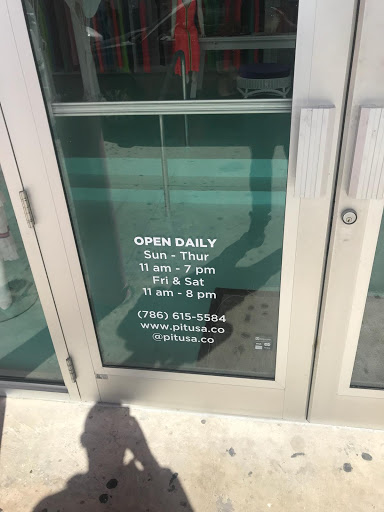 OPEN DAILY
Sun - Thur
11 am - 7 pm
Fri & Sat
11 am - 8 pm
(786) 615-5584
www.pitusa.co
@pitusa.co